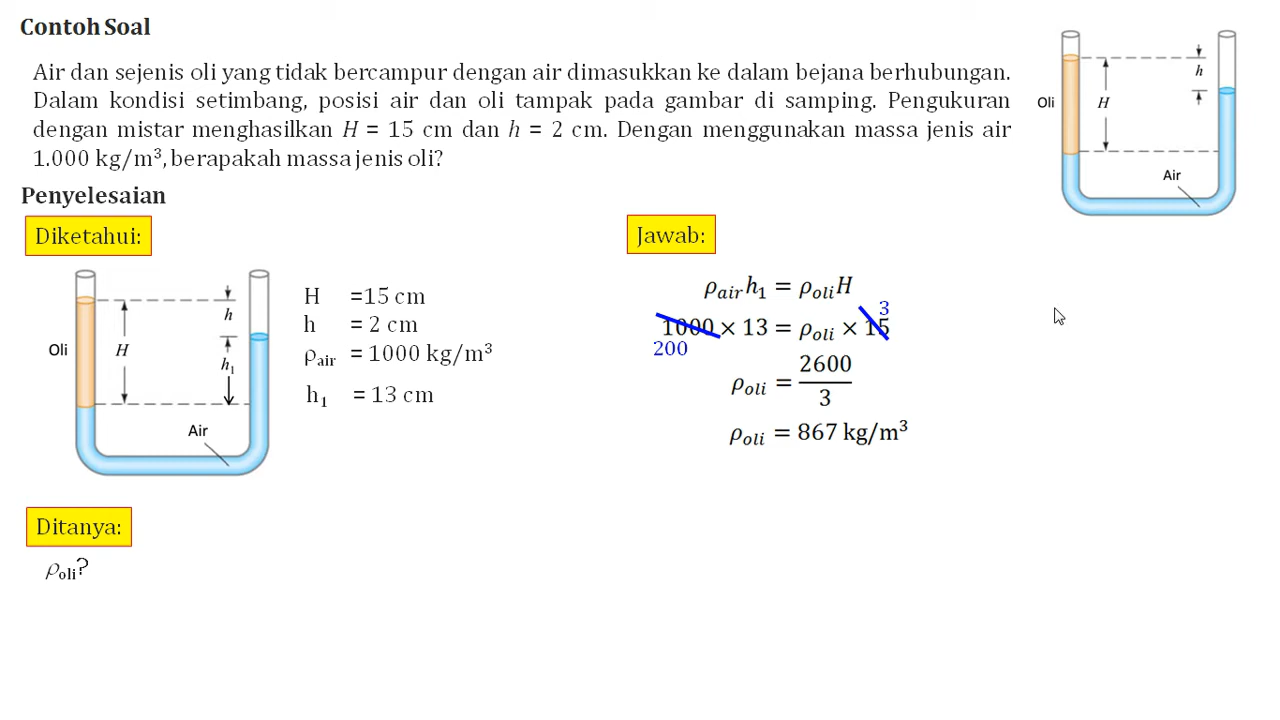 Contoh Soal
Air dan sejenis oli yang tidak bercampur dengan air dimasukkan ke dalam bejana berhubungan.
Dalam kondisi setimbang, posisi air dan oli tampak pada gambar di samping. Pengukuran
dengan mistar menghasilkan H = 15 cm dan h = 2 cm. Dengan menggunakan massa jenis air
1.000 kg/m³, berapakah massa jenis oli?
Oli
H
h
Air
Penyelesaian
Diketahui:
Oli
H
h
h₁
Air
H = 15 cm
h = 2 cm
ρair = 1000 kg/m³
h₁ = 13 cm
Ditanya:
ρoli?
Jawab:
ρair h₁ = ρoli H
3
1000 × 13 = ρoli × 15
200
ρoli = 2600/3
ρoli = 867 kg/m³